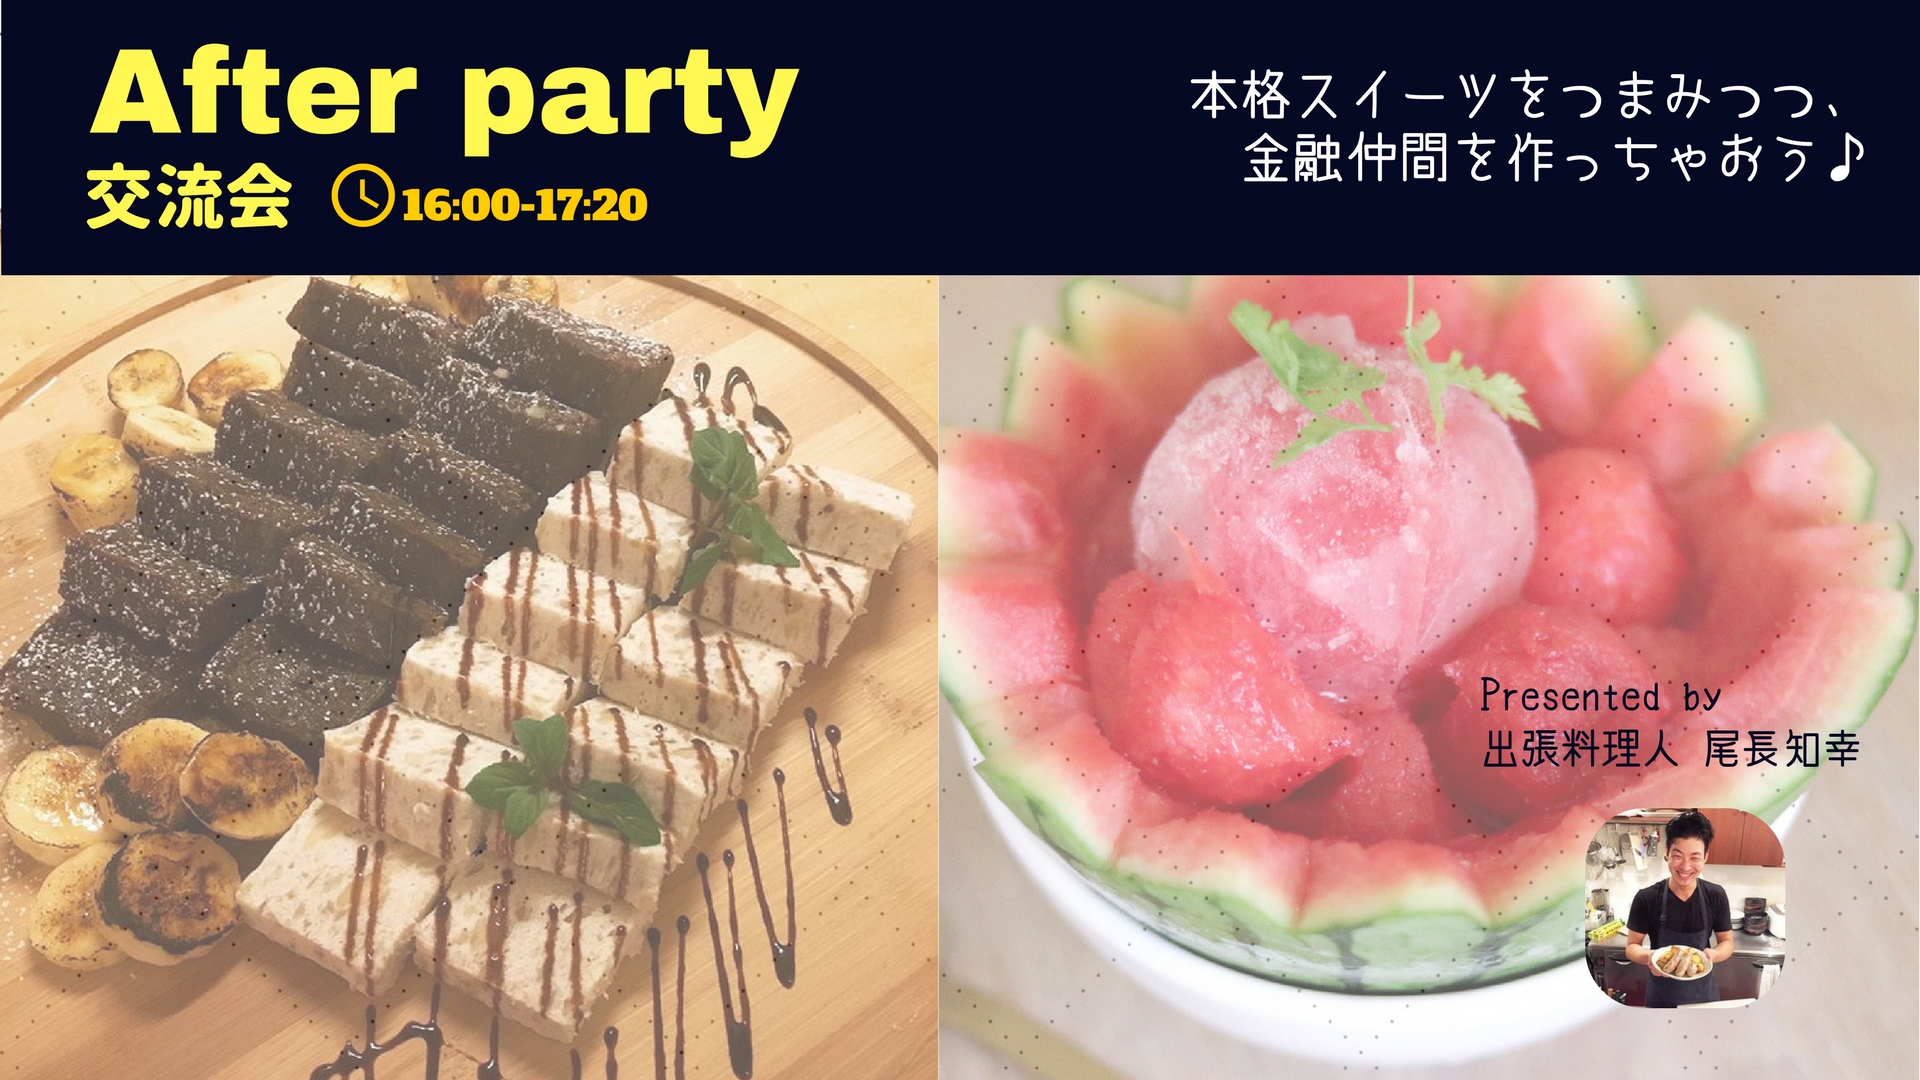 After party
交流会 16:00-17:20
本格スイーツをつまみつつ、
金融仲間を作っちゃおう♪
Presented by
出張料理人 尾長知幸